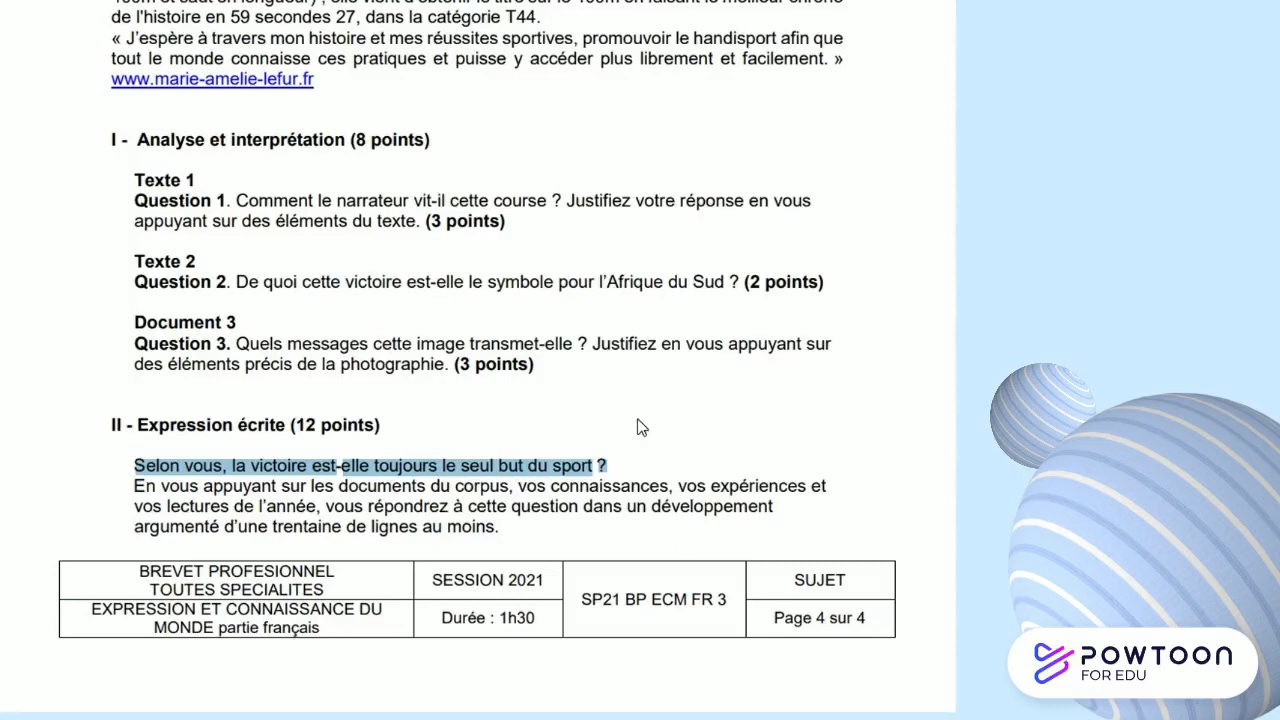 de l'histoire en 59 secondes 27, dans la catégorie T44.
« J'espère à travers mon histoire et mes réussites sportives, promouvoir le handisport afin que
tout le monde connaisse ces pratiques et puisse y accéder plus librement et facilement. »
www.marie-amelie-lefur.fr
I - Analyse et interprétation (8 points)
Texte 1
Question 1. Comment le narrateur vit-il cette course ? Justifiez votre réponse en vous
appuyant sur des éléments du texte. (3 points)
Texte 2
Question 2. De quoi cette victoire est-elle le symbole pour l'Afrique du Sud ? (2 points)
Document 3
Question 3. Quels messages cette image transmet-elle ? Justifiez en vous appuyant sur
des éléments précis de la photographie. (3 points)
II - Expression écrite (12 points)
Selon vous, la victoire est-elle toujours le seul but du sport ?
En vous appuyant sur les documents du corpus, vos connaissances, vos expériences et
vos lectures de l'année, vous répondrez à cette question dans un développement
argumenté d'une trentaine de lignes au moins.
BREVET PROFESIONNEL
TOUTES SPECIALITES
SESSION 2021
SP21 BP ECM FR 3
SUJET
EXPRESSION ET CONNAISSANCE DU
MONDE partie français
Durée : 1h30
Page 4 sur 4
POWTOON
FOR EDU